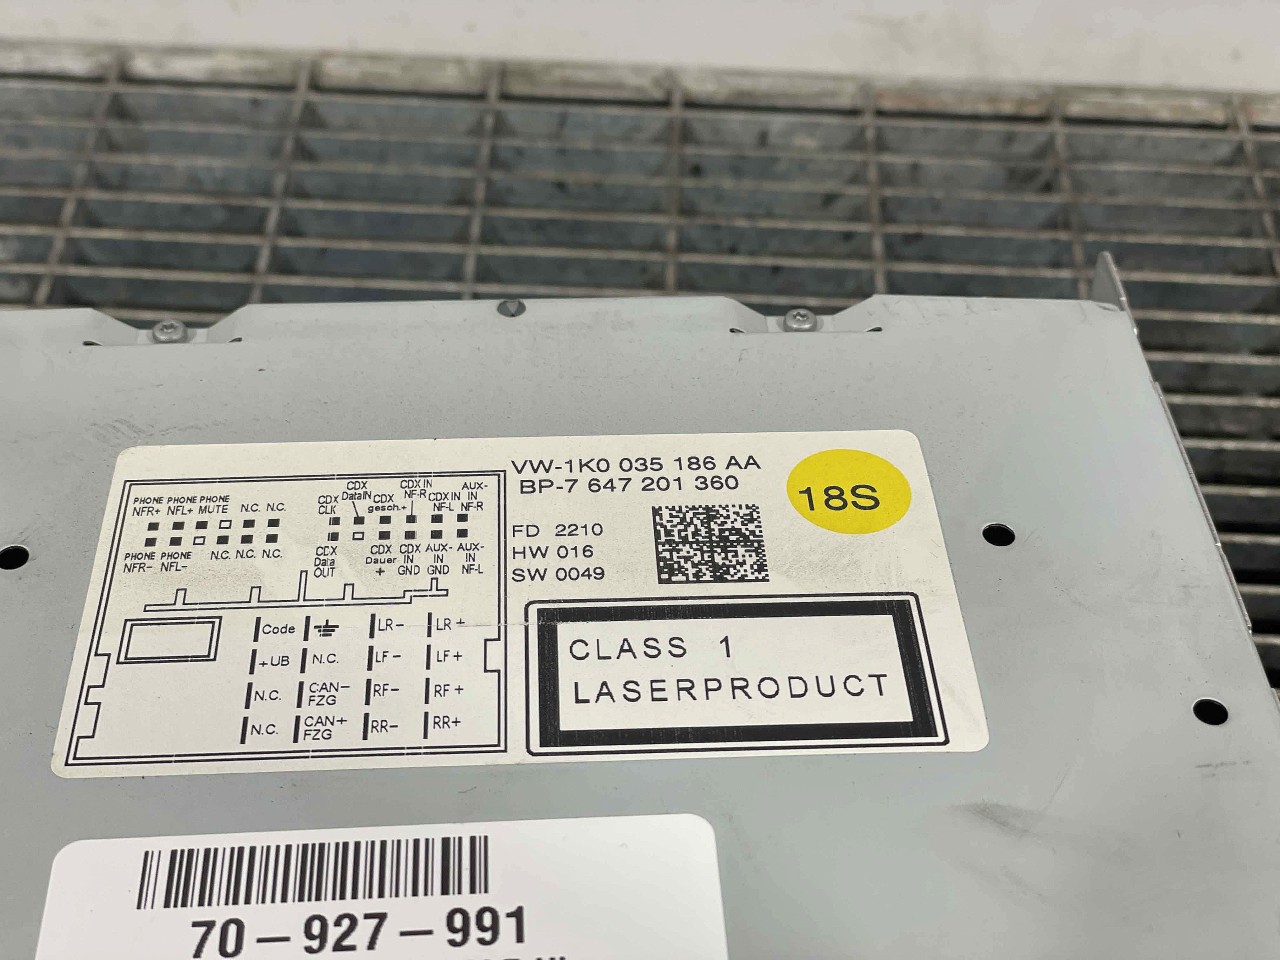 VW-1K0 035 186 AA
BP-7 647 201 360
18S
FD 2210
HW 016
SW 0049
CLASS 1
LASERPRODUCT
PHONE NFR+
PHONE NFL+
PHONE MUTE
N.C. N.C.
CDX CLK
CDX DataIN
CDX gesch.+
CDX IN NF-R
CDX IN NF-L
AUX-IN NF-R
PHONE NFR-
PHONE NFL-
N.C. N.C. N.C.
CDX Data OUT
CDX Dauer +
CDX IN GND
AUX-IN GND
AUX-IN NF-L
Code LR- LR+
+UB N.C. LF- LF+
N.C. CAN- FZG RF- RF+
N.C. CAN+ FZG RR- RR+
70-927-991